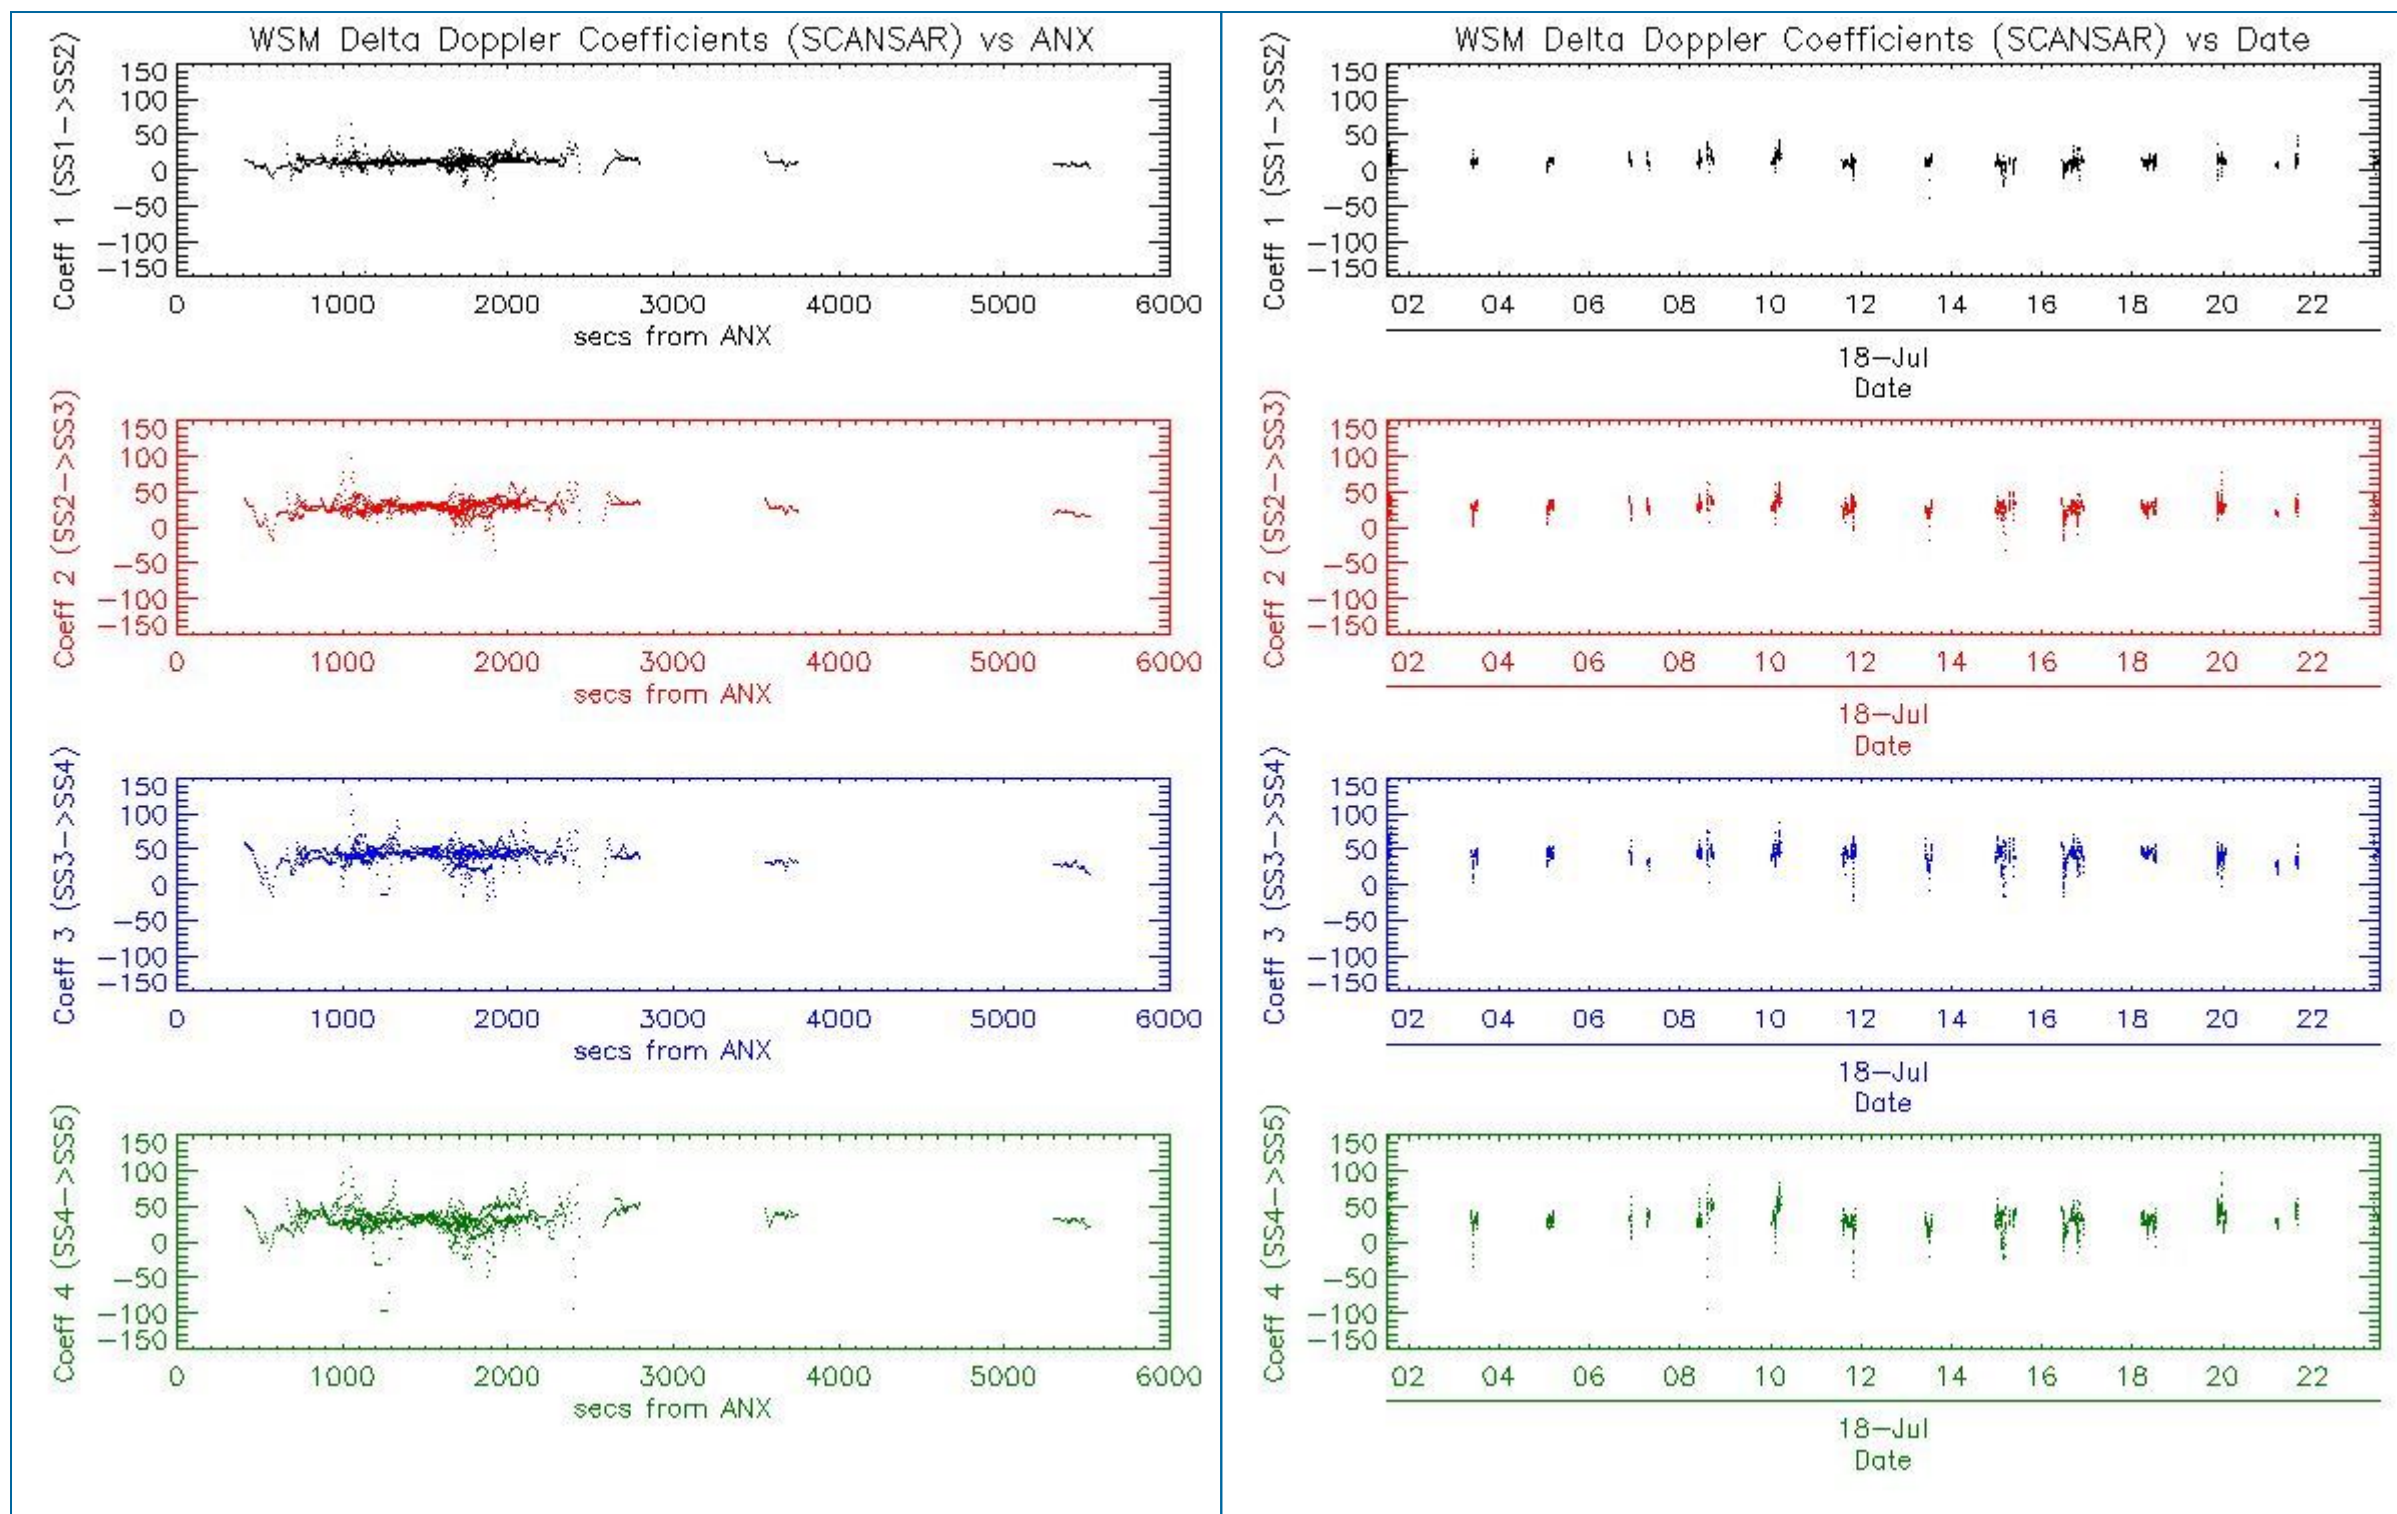 WSM Delta Doppler Coefficients (SCANSAR) vs ANX
Coeff 1 (SS1->SS2)
150
100
50
0
-50
-100
-150
0 1000 2000 3000 4000 5000 6000
secs from ANX
Coeff 2 (SS2->SS3)
150
100
50
0
-50
-100
-150
0 1000 2000 3000 4000 5000 6000
secs from ANX
Coeff 3 (SS3->SS4)
150
100
50
0
-50
-100
-150
0 1000 2000 3000 4000 5000 6000
secs from ANX
Coeff 4 (SS4->SS5)
150
100
50
0
-50
-100
-150
0 1000 2000 3000 4000 5000 6000
secs from ANX
WSM Delta Doppler Coefficients (SCANSAR) vs Date
Coeff 1 (SS1->SS2)
150
100
50
0
-50
-100
-150
02 04 06 08 10 12 14 16 18 20 22
18-Jul
Date
Coeff 2 (SS2->SS3)
150
100
50
0
-50
-100
-150
02 04 06 08 10 12 14 16 18 20 22
18-Jul
Date
Coeff 3 (SS3->SS4)
150
100
50
0
-50
-100
-150
02 04 06 08 10 12 14 16 18 20 22
18-Jul
Date
Coeff 4 (SS4->SS5)
150
100
50
0
-50
-100
-150
02 04 06 08 10 12 14 16 18 20 22
18-Jul
Date